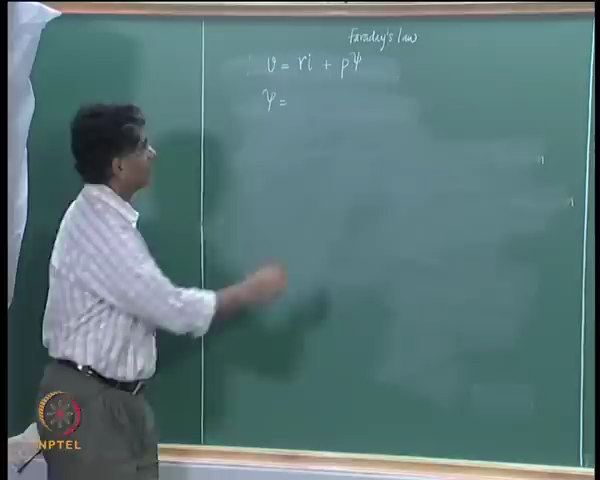 Faraday's law
v = ri + pψ
ψ =
NPTEL